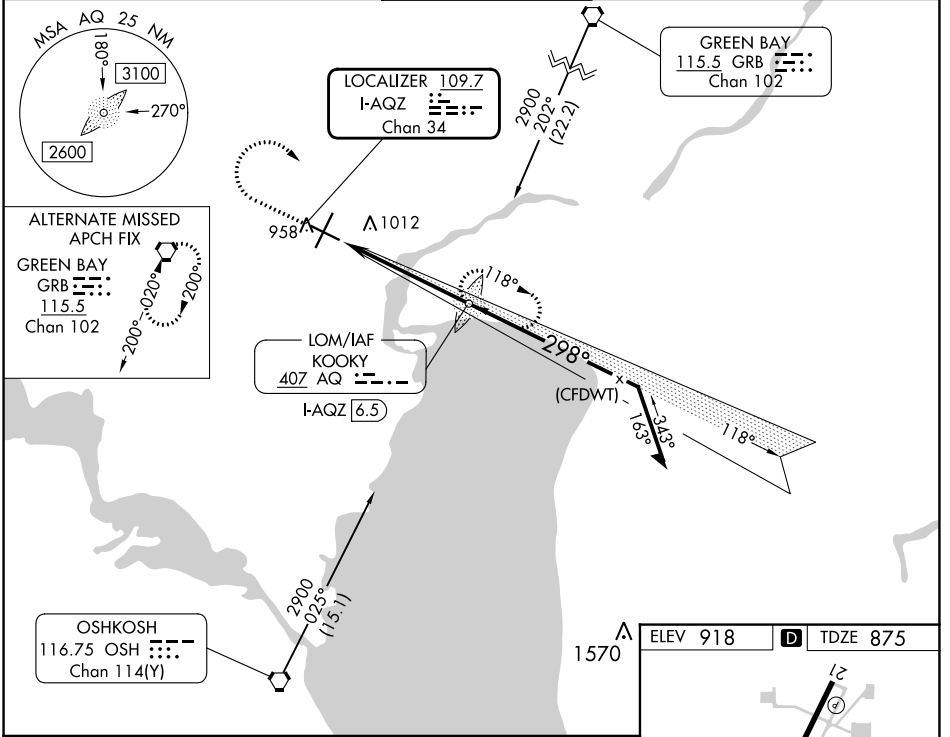 MSA AQ 25 NM
180°
3100
270°
2600
LOCALIZER 109.7
I-AQZ
Chan 34
GREEN BAY
115.5 GRB
Chan 102
2900
202°
(22.2)
958
1012
ALTERNATE MISSED
APCH FIX
GREEN BAY
GRB
115.5
Chan 102
020°
200°
200°
118°
LOM/IAF
KOOKY
407 AQ
I-AQZ 6.5
298°
(CFDWT)
163°
343°
118°
2900
025°
(15.1)
OSHKOSH
116.75 OSH
Chan 114(Y)
1570
ELEV 918 D TDZE 875
21
P